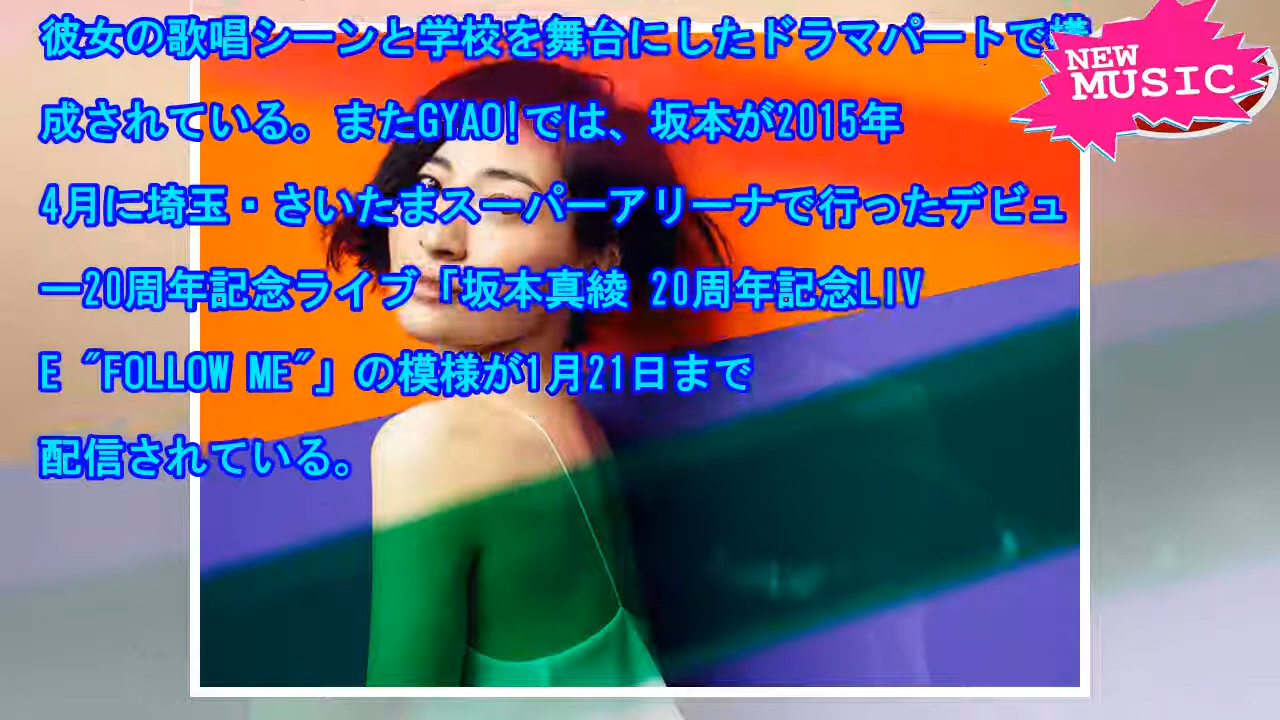 彼女の歌唱シーンと学校を舞台にしたドラマパートで構
成されている。またGYAO!では、坂本が2015年
4月に埼玉・さいたまスーパーアリーナで行ったデビュ
ー20周年記念ライブ「坂本真綾 20周年記念LIV
E “FOLLOW ME”」の模様が1月21日まで
配信されている。
NEW
MUSIC